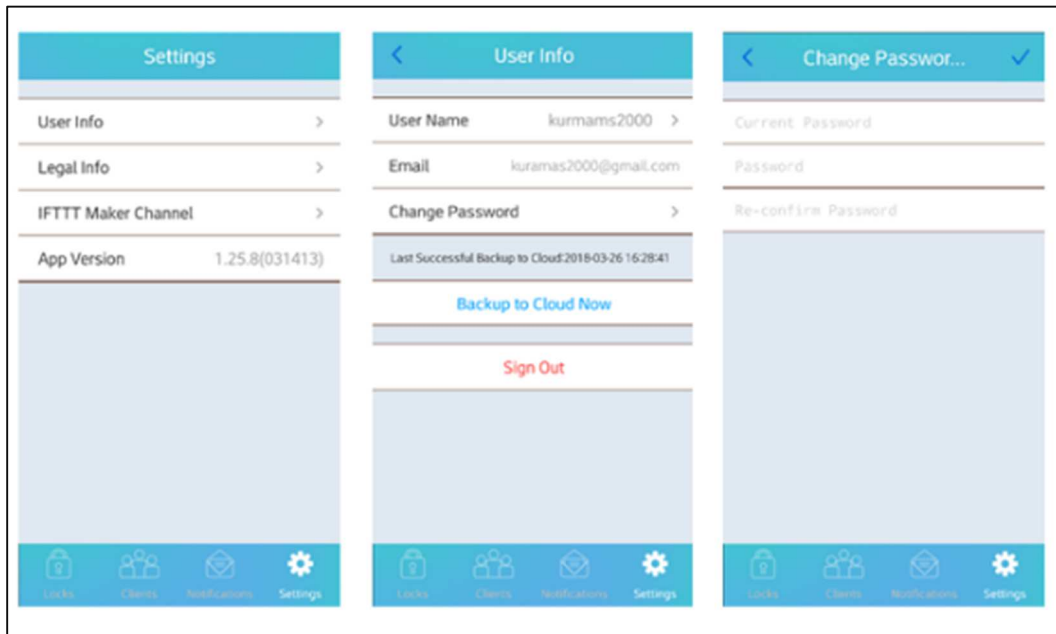 Settings
User Info
Legal Info
IFTTT Maker Channel
App Version 1.25.8(031413)
Locks Clients Notifications Settings
User Info
User Name kurmams2000
Email kuramas2000@gmail.com
Change Password
Last Successful Backup to Cloud:2018-03-26 16:28:41
Backup to Cloud Now
Sign Out
Locks Clients Notifications Settings
Change Passwor...
Current Password
Password
Re-confirm Password
Locks Clients Notifications Settings